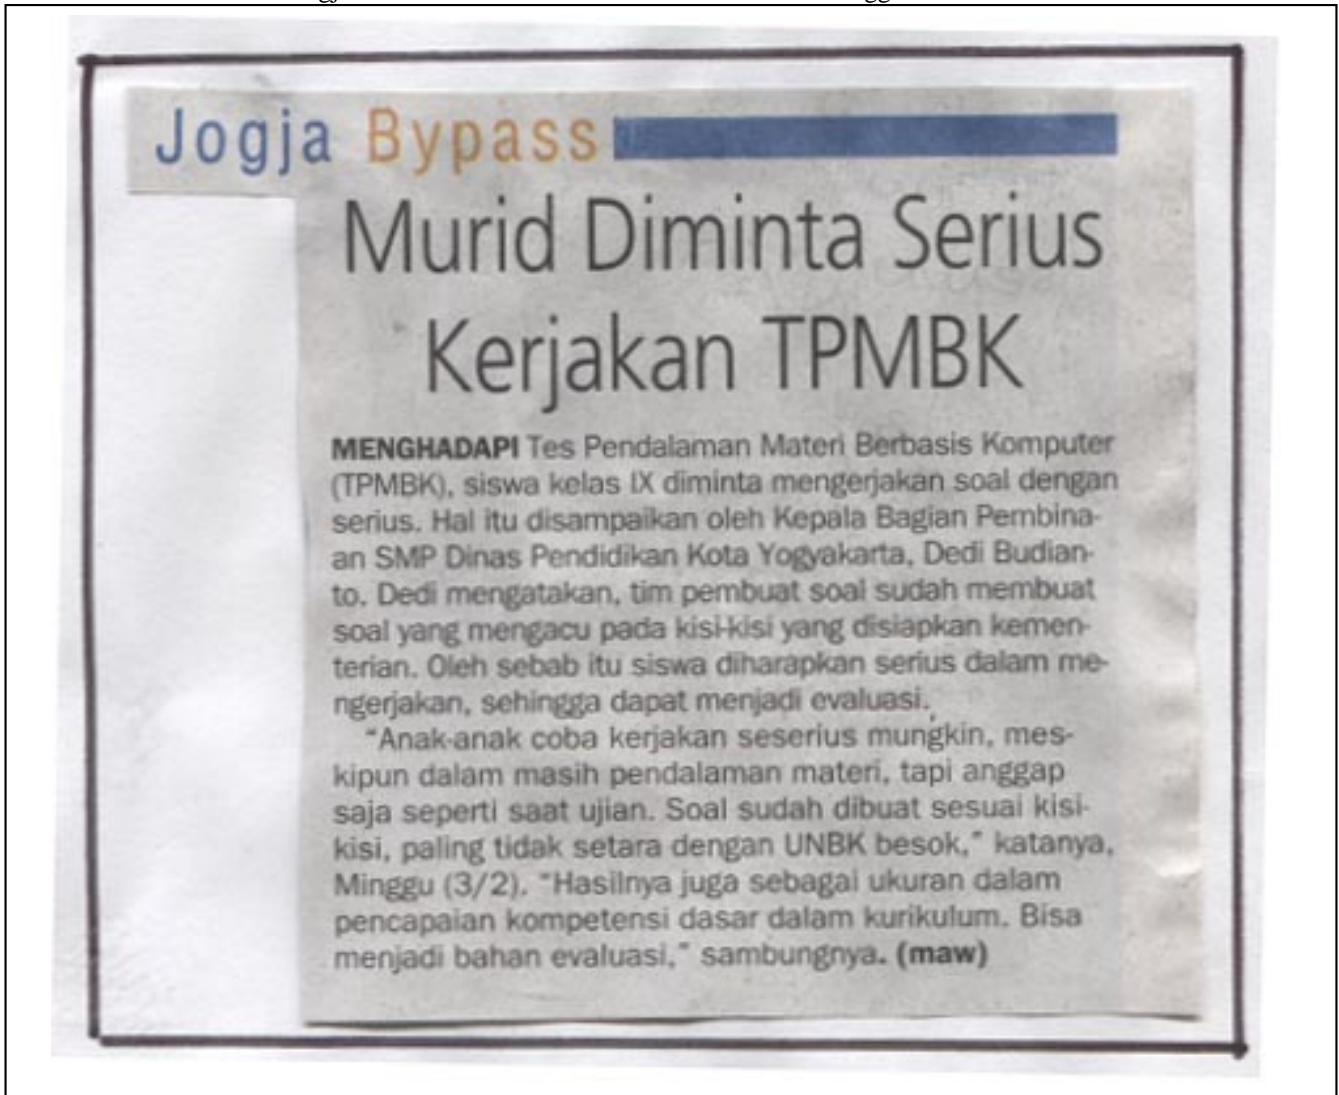 Jogja Bypass
Murid Diminta Serius
Kerjakan TPMBK
MENGHADAPI Tes Pendalaman Materi Berbasis Komputer
(TPMBK), siswa kelas IX diminta mengerjakan soal dengan
serius. Hal itu disampaikan oleh Kepala Bagian Pembina-
an SMP Dinas Pendidikan Kota Yogyakarta, Dedi Budian-
to. Dedi mengatakan, tim pembuat soal sudah membuat
soal yang mengacu pada kisi-kisi yang disiapkan kemen-
terian. Oleh sebab itu siswa diharapkan serius dalam me-
ngerjakan, sehingga dapat menjadi evaluasi.
"Anak-anak coba kerjakan seserius mungkin, mes-
kipun dalam masih pendalaman materi, tapi anggap
saja seperti saat ujian. Soal sudah dibuat sesuai kisi-
kisi, paling tidak setara dengan UNBK besok," katanya,
Minggu (3/2). "Hasilnya juga sebagai ukuran dalam
pencapaian kompetensi dasar dalam kurikulum. Bisa
menjadi bahan evaluasi," sambungnya. (maw)